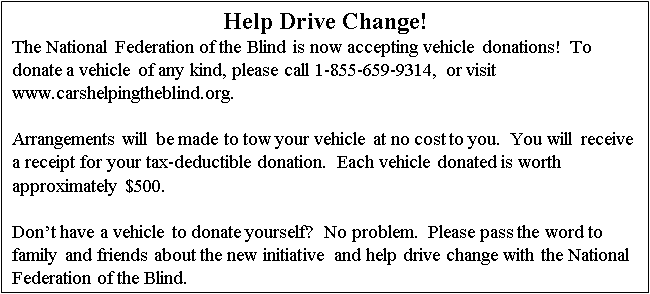 Help Drive Change!
The National Federation of the Blind is now accepting vehicle donations! To
donate a vehicle of any kind, please call 1-855-659-9314, or visit
www.carshelpingtheblind.org.
Arrangements will be made to tow your vehicle at no cost to you. You will receive
a receipt for your tax-deductible donation. Each vehicle donated is worth
approximately $500.
Don’t have a vehicle to donate yourself? No problem. Please pass the word to
family and friends about the new initiative and help drive change with the National
Federation of the Blind.